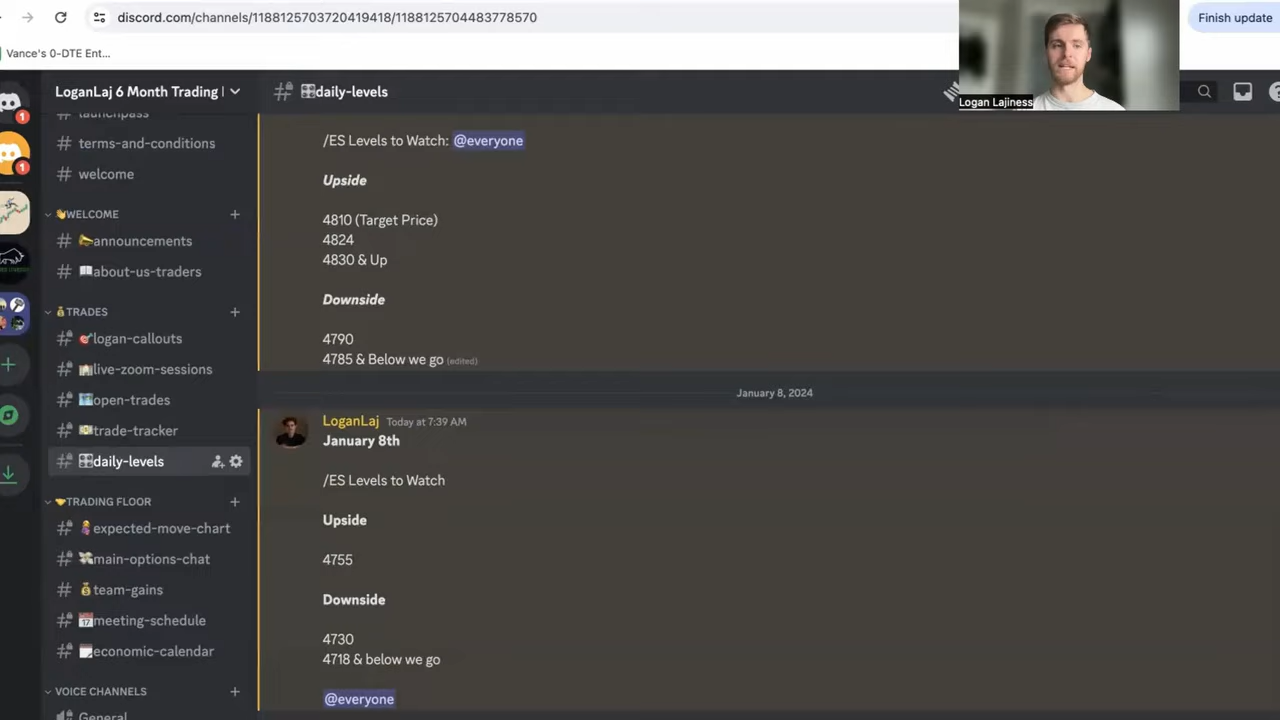 discord.com/channels/1188125703720419418/1188125704483778570
Finish update
Vance's 0-DTE Ent...
Logan Lajiness
LoganLaj 6 Month Trading |
daily-levels
launchpass
terms-and-conditions
welcome
WELCOME
announcements
about-us-traders
TRADES
logan-callouts
live-zoom-sessions
open-trades
trade-tracker
daily-levels
TRADING FLOOR
expected-move-chart
main-options-chat
team-gains
meeting-schedule
economic-calendar
VOICE CHANNELS
General
1
1
/ES Levels to Watch: @everyone
Upside
4810 (Target Price)
4824
4830 & Up
Downside
4790
4785 & Below we go (edited)
January 8, 2024
LoganLaj Today at 7:39 AM
January 8th
/ES Levels to Watch
Upside
4755
Downside
4730
4718 & below we go
@everyone